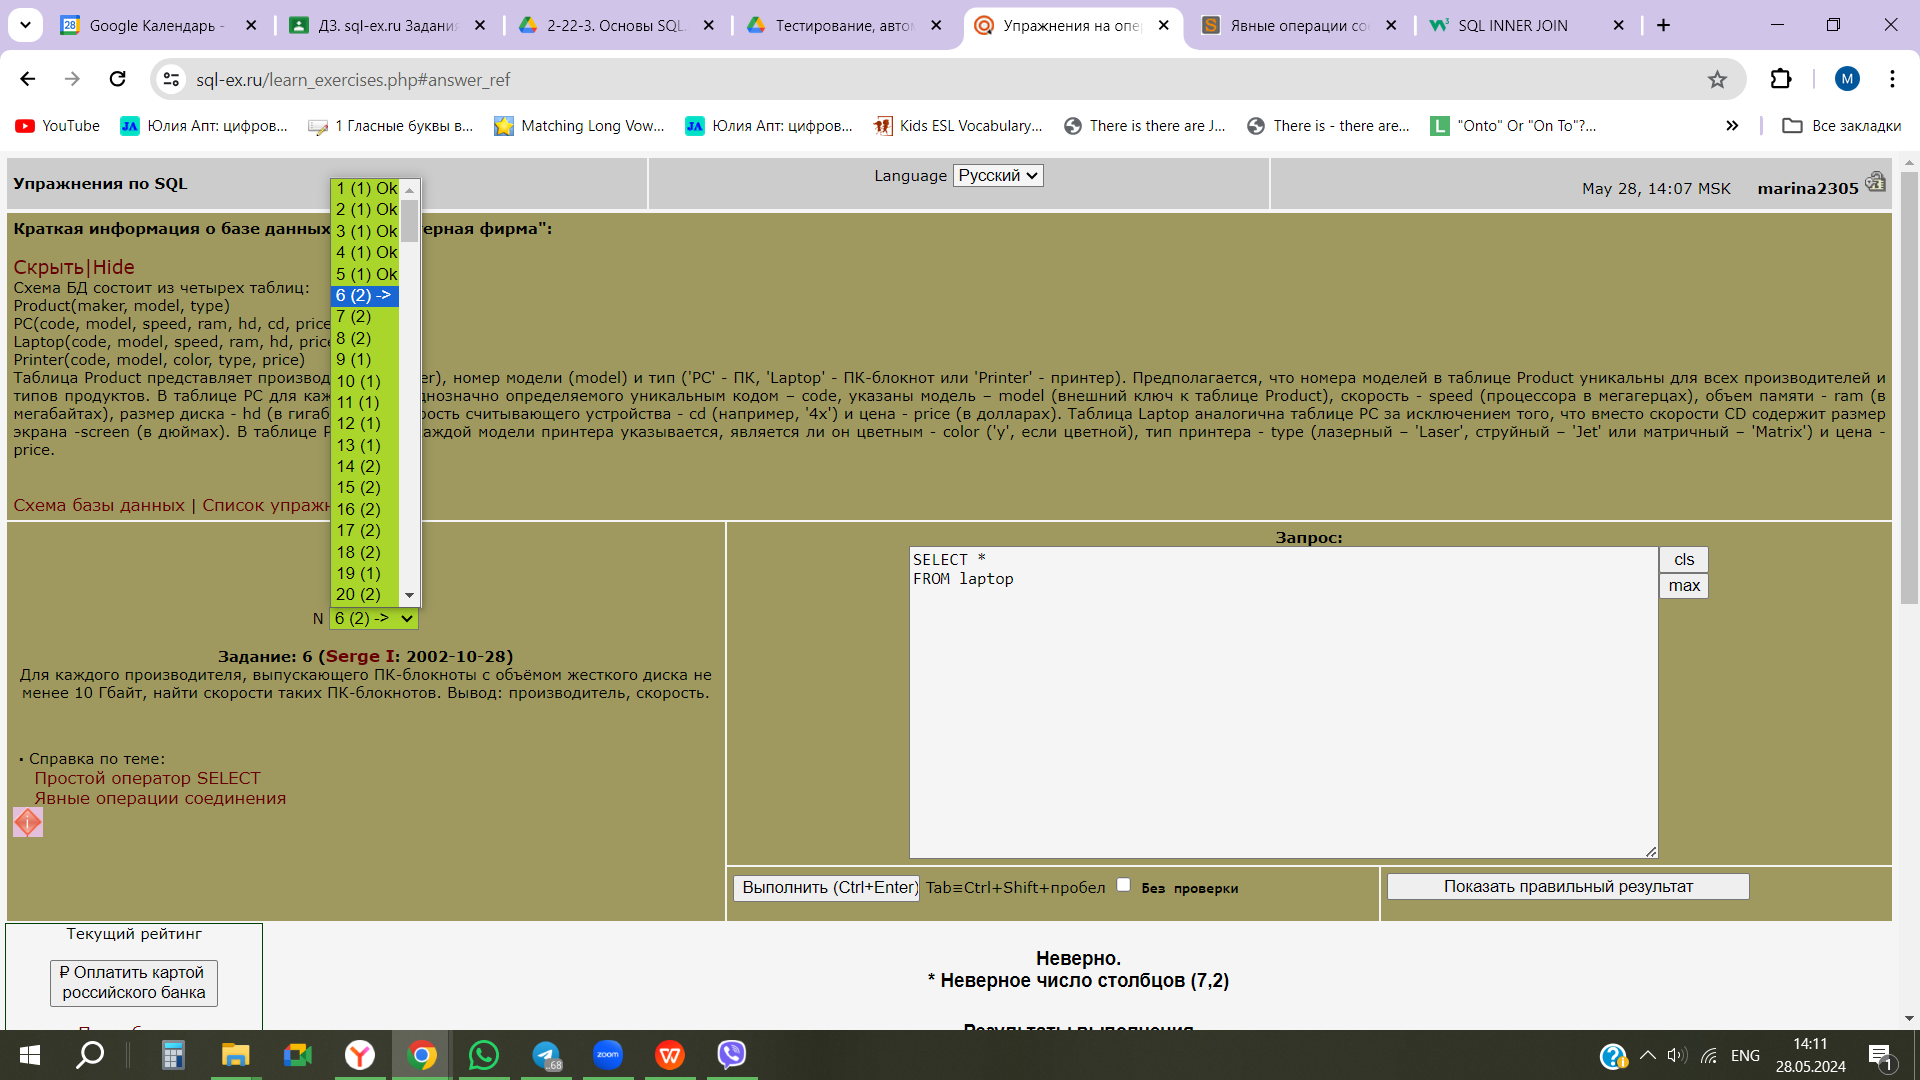 Google Календарь -
ДЗ. sql-ex.ru Задания
2-22-3. Основы SQL.
Тестирование, автом
Упражнения на опе
Явные операции со
SQL INNER JOIN
sql-ex.ru/learn_exercises.php#answer_ref
M
YouTube
Юлия Апт: цифров...
1 Гласные буквы в...
Matching Long Vow...
Юлия Апт: цифров...
Kids ESL Vocabulary...
There is there are J...
There is - there are...
"Onto" Or "On To"?...
Все закладки
Упражнения по SQL
Language Русский
May 28, 14:07 MSK marina2305
Краткая информация о базе данных ерная фирма":
Скрыть|Hide
Схема БД состоит из четырех таблиц:
Product(maker, model, type)
PC(code, model, speed, ram, hd, cd, price
Laptop(code, model, speed, ram, hd, price
Printer(code, model, color, type, price)
Таблица Product представляет производ er), номер модели (model) и тип ('PC' - ПК, 'Laptop' - ПК-блокнот или 'Printer' - принтер). Предполагается, что номера моделей в таблице Product уникальны для всех производителей и
типов продуктов. В таблице PC для каж днозначно определяемого уникальным кодом – code, указаны модель – model (внешний ключ к таблице Product), скорость - speed (процессора в мегагерцах), объем памяти - ram (в
мегабайтах), размер диска - hd (в гигаб рость считывающего устройства - cd (например, '4x') и цена - price (в долларах). Таблица Laptop аналогична таблице PC за исключением того, что вместо скорости CD содержит размер
экрана -screen (в дюймах). В таблице P каждой модели принтера указывается, является ли он цветным - color ('y', если цветной), тип принтера - type (лазерный – 'Laser', струйный – 'Jet' или матричный – 'Matrix') и цена -
price.
Схема базы данных | Список упражн
1 (1) Ok
2 (1) Ok
3 (1) Ok
4 (1) Ok
5 (1) Ok
6 (2) ->
7 (2)
8 (2)
9 (1)
10 (1)
11 (1)
12 (1)
13 (1)
14 (2)
15 (2)
16 (2)
17 (2)
18 (2)
19 (1)
20 (2)
N 6 (2) ->
Задание: 6 (Serge I: 2002-10-28)
Для каждого производителя, выпускающего ПК-блокноты с объёмом жесткого диска не
менее 10 Гбайт, найти скорости таких ПК-блокнотов. Вывод: производитель, скорость.
• Справка по теме:
Простой оператор SELECT
Явные операции соединения
Запрос:
SELECT *
FROM laptop
cls
max
Выполнить (Ctrl+Enter) Tab≡Ctrl+Shift+пробел Без проверки
Показать правильный результат
Текущий рейтинг
₽ Оплатить картой
российского банка
Неверно.
* Неверное число столбцов (7,2)
Результаты выполнения
68
zoom
ENG
14:11
28.05.2024
1